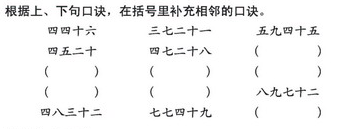 根据上、下句口诀，在括号里补充相邻的口诀。
四四十六 三七二十一 五九四十五
四五二十 四七二十八 （ ）
（ ） （ ） （ ）
（ ） （ ） 八九七十二
四八三十二 七七四十九 （ ）